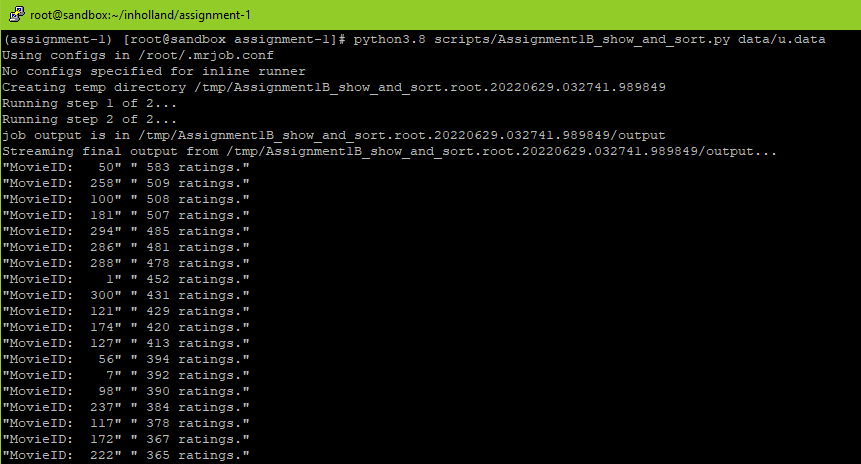 root@sandbox:~/inholland/assignment-1
(assignment-1) [root@sandbox assignment-1]# python3.8 scripts/Assignment1B_show_and_sort.py data/u.data
Using configs in /root/.mrjob.conf
No configs specified for inline runner
Creating temp directory /tmp/Assignment1B_show_and_sort.root.20220629.032741.989849
Running step 1 of 2...
Running step 2 of 2...
job output is in /tmp/Assignment1B_show_and_sort.root.20220629.032741.989849/output
Streaming final output from /tmp/Assignment1B_show_and_sort.root.20220629.032741.989849/output...
"MovieID:   50" " 583 ratings."
"MovieID:  258" " 509 ratings."
"MovieID:  100" " 508 ratings."
"MovieID:  181" " 507 ratings."
"MovieID:  294" " 485 ratings."
"MovieID:  286" " 481 ratings."
"MovieID:  288" " 478 ratings."
"MovieID:    1" " 452 ratings."
"MovieID:  300" " 431 ratings."
"MovieID:  121" " 429 ratings."
"MovieID:  174" " 420 ratings."
"MovieID:  127" " 413 ratings."
"MovieID:   56" " 394 ratings."
"MovieID:    7" " 392 ratings."
"MovieID:   98" " 390 ratings."
"MovieID:  237" " 384 ratings."
"MovieID:  117" " 378 ratings."
"MovieID:  172" " 367 ratings."
"MovieID:  222" " 365 ratings."